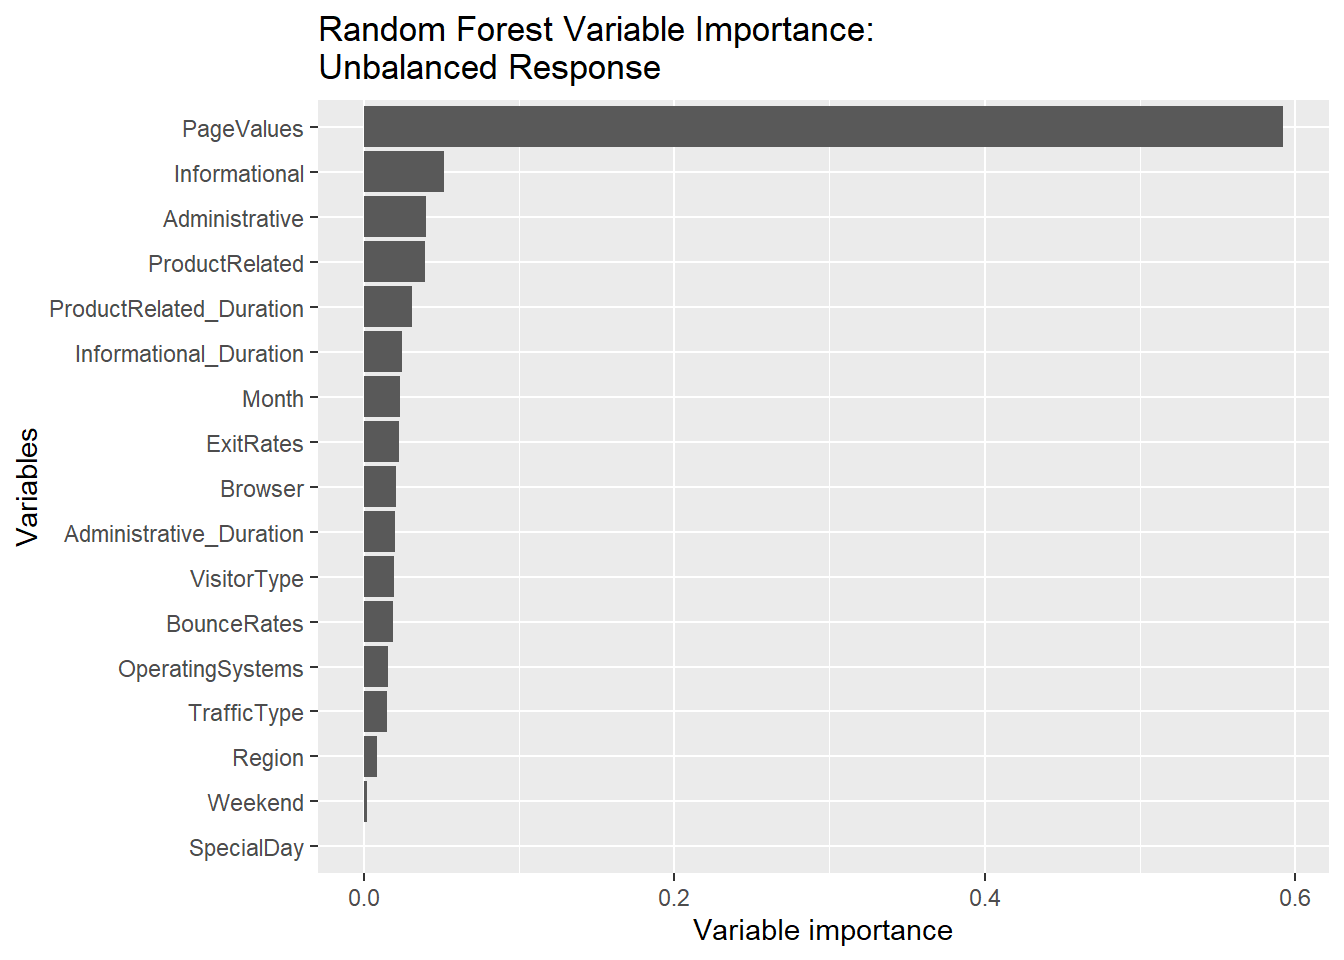 Random Forest Variable Importance:
Unbalanced Response
Variables
PageValues
Informational
Administrative
ProductRelated
ProductRelated_Duration
Informational_Duration
Month
ExitRates
Browser
Administrative_Duration
VisitorType
BounceRates
OperatingSystems
TrafficType
Region
Weekend
SpecialDay
0.0 0.2 0.4 0.6
Variable importance